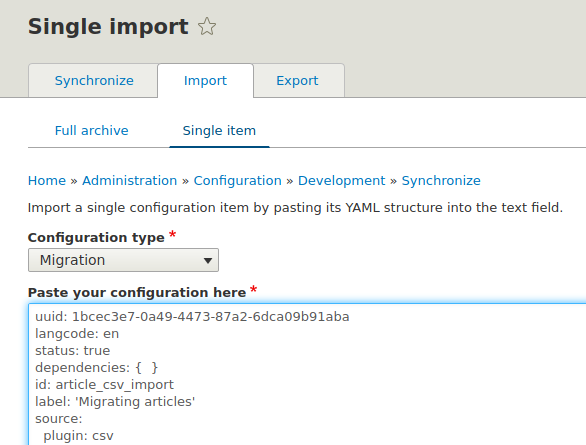 Single import
Synchronize Import Export
Full archive Single item
Home » Administration » Configuration » Development » Synchronize
Import a single configuration item by pasting its YAML structure into the text field.
Configuration type *
Migration
Paste your configuration here *
uuid: 1bcec3e7-0a49-4473-87a2-6dca09b91aba
langcode: en
status: true
dependencies: {  }
id: article_csv_import
label: 'Migrating articles'
source:
  plugin: csv